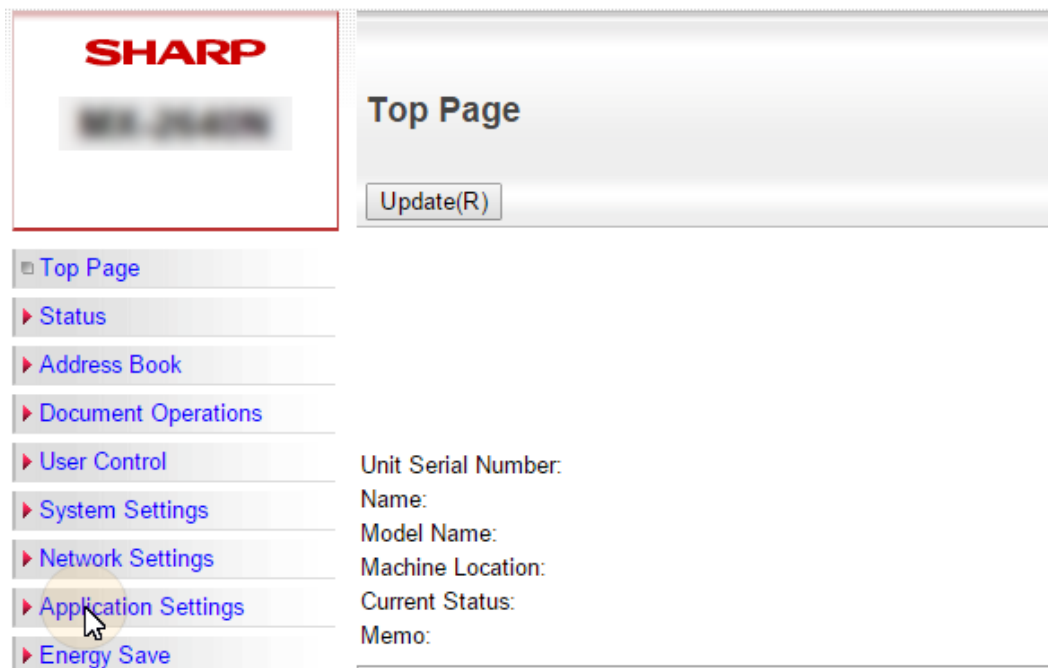 SHARP
Top Page
Update(R)
Top Page
Status
Address Book
Document Operations
User Control
System Settings
Network Settings
Application Settings
Energy Save
Unit Serial Number:
Name:
Model Name:
Machine Location:
Current Status:
Memo: